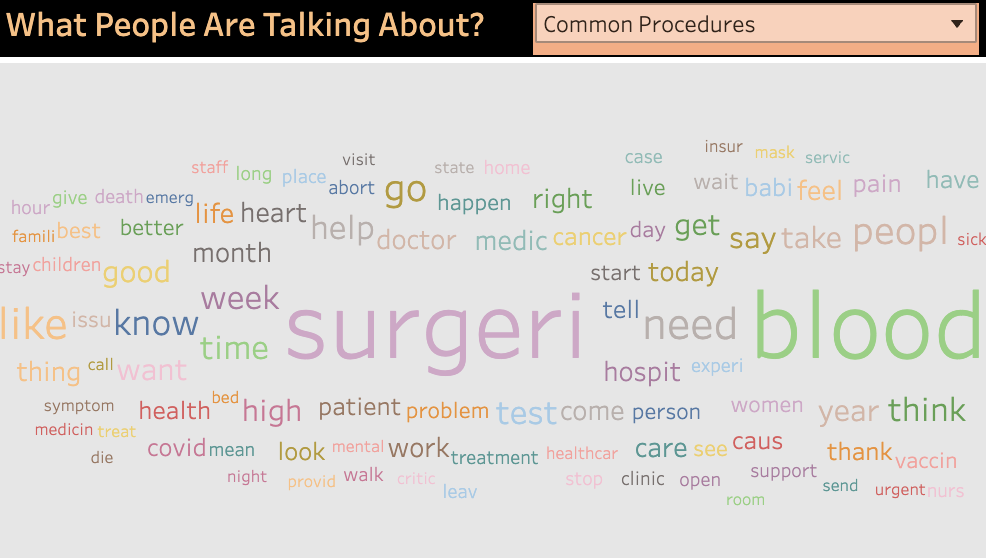 What People Are Talking About?
Common Procedures
visit
insur
mask
case
servic
staff
long
place
state
home
abort
go
live
wait
babi
feel
pain
have
hour
give
death
emerg
happen
right
life
heart
famili
best
better
help
doctor
medic
cancer
day
get
say
take
peopl
sick
month
stay
children
good
start
today
week
like
issu
know
time
surgeri
tell
need
blood
thing
call
want
hospit
experi
symptom
health
bed
high
patient
problem
test
come
person
women
year
think
medicin
treat
die
covid
mean
look
mental
work
treatment
healthcar
care
see
caus
thank
vaccin
night
provid
walk
critic
leav
stop
clinic
open
support
room
send
urgent
nurs